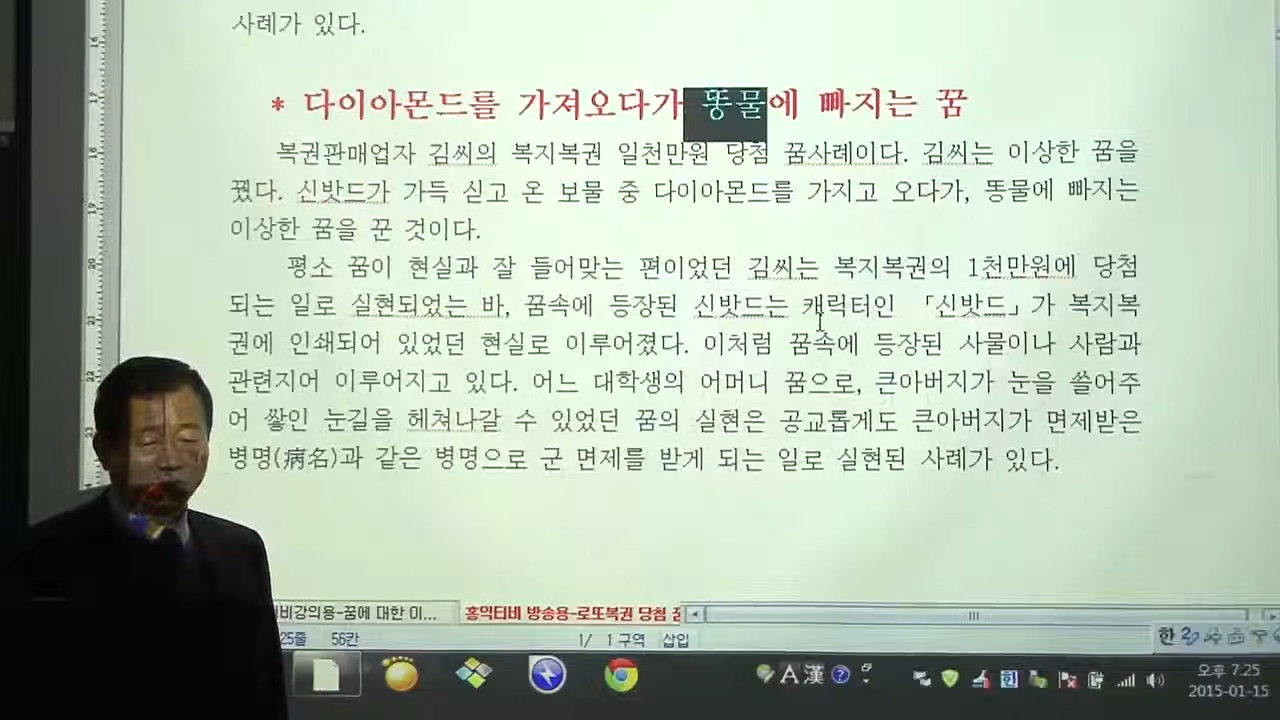 사례가 있다.
* 다이아몬드를 가져오다가 똥물에 빠지는 꿈
복권판매업자 김씨의 복지복권 일천만원 당첨 꿈사례이다. 김씨는 이상한 꿈을
꿨다. 신밧드가 가득 싣고 온 보물 중 다이아몬드를 가지고 오다가, 똥물에 빠지는
이상한 꿈을 꾼 것이다.
평소 꿈이 현실과 잘 들어맞는 편이었던 김씨는 복지복권의 1천만원에 당첨
되는 일로 실현되었는 바, 꿈속에 등장된 신밧드는 캐릭터인 「신밧드」가 복지복
권에 인쇄되어 있었던 현실로 이루어졌다. 이처럼 꿈속에 등장된 사물이나 사람과
관련지어 이루어지고 있다. 어느 대학생의 어머니 꿈으로, 큰아버지가 눈을 쓸어주
어 쌓인 눈길을 헤쳐나갈 수 있었던 꿈의 실현은 공교롭게도 큰아버지가 면제받은
병명(病名)과 같은 병명으로 군 면제를 받게 되는 일로 실현된 사례가 있다.
비강의용-꿈에 대한 이... 홍익티비 방송용-로또복권 당첨 꿈
25줄 56칸 1/ 1 구역 삽입
A 漢 오후 7:25
2015-01-15